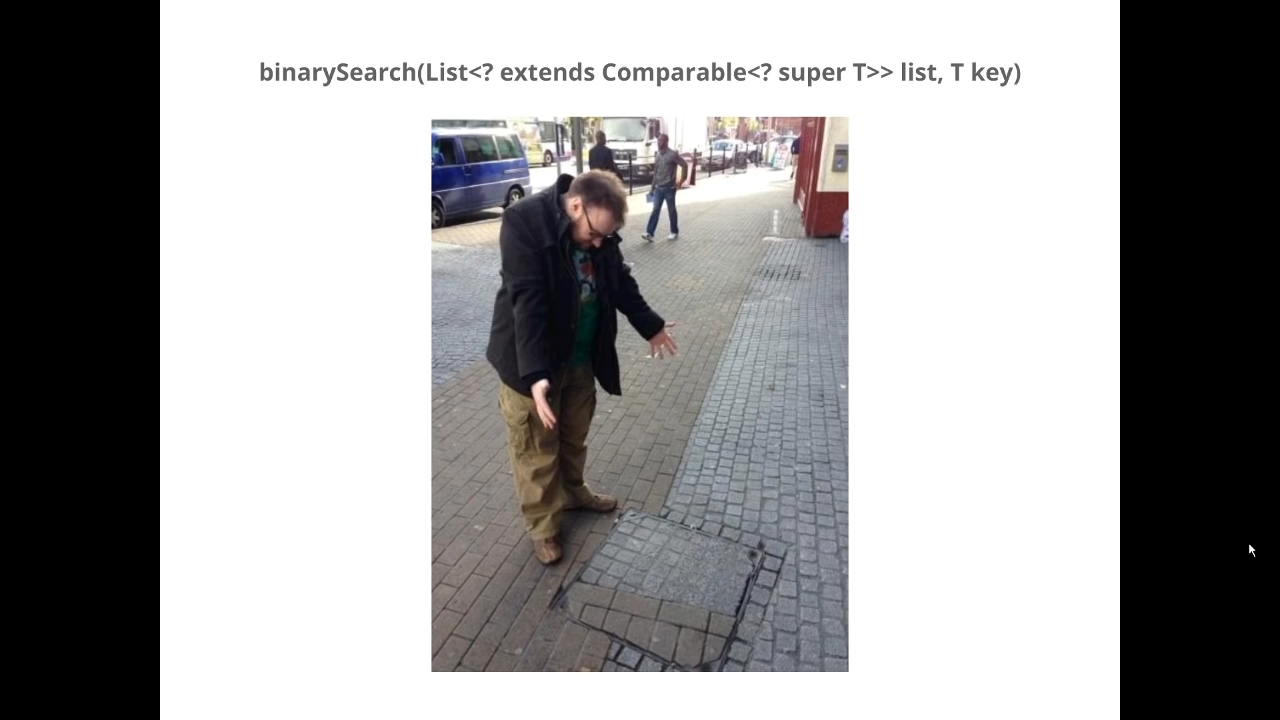 binarySearch(List<? extends Comparable<? super T>> list, T key)